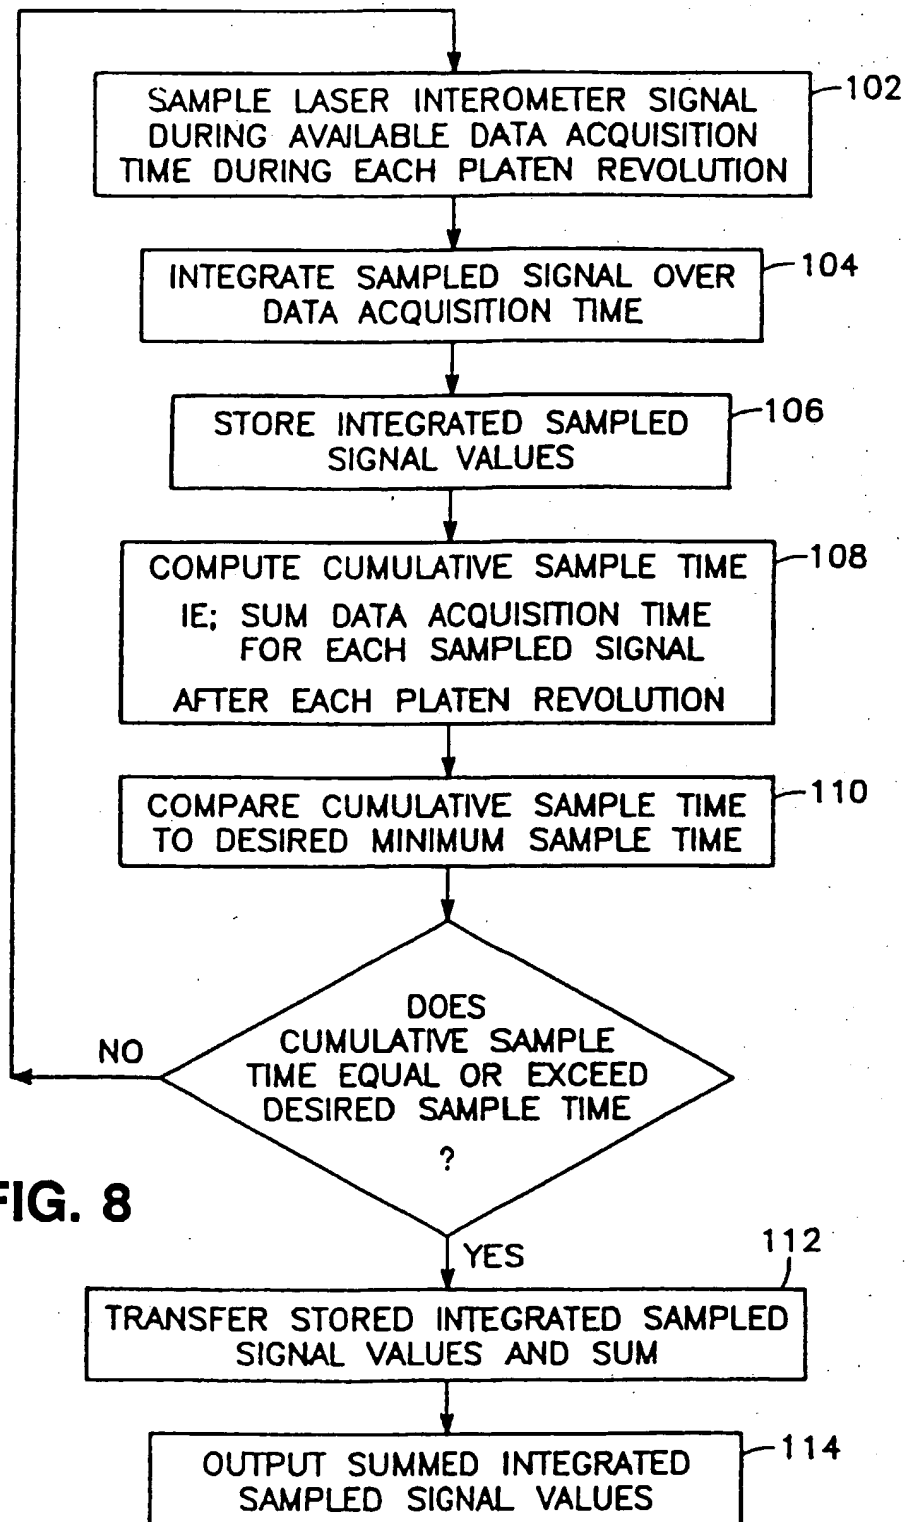 SAMPLE LASER INTEROMETER SIGNAL
DURING AVAILABLE DATA ACQUISITION
TIME DURING EACH PLATEN REVOLUTION
102
INTEGRATE SAMPLED SIGNAL OVER
DATA ACQUISITION TIME
104
STORE INTEGRATED SAMPLED
SIGNAL VALUES
106
COMPUTE CUMULATIVE SAMPLE TIME
IE; SUM DATA ACQUISITION TIME
FOR EACH SAMPLED SIGNAL
AFTER EACH PLATEN REVOLUTION
108
COMPARE CUMULATIVE SAMPLE TIME
TO DESIRED MINIMUM SAMPLE TIME
110
DOES
CUMULATIVE SAMPLE
TIME EQUAL OR EXCEED
DESIRED SAMPLE TIME
?
NO
FIG. 8
YES
112
TRANSFER STORED INTEGRATED SAMPLED
SIGNAL VALUES AND SUM
OUTPUT SUMMED INTEGRATED
SAMPLED SIGNAL VALUES
114